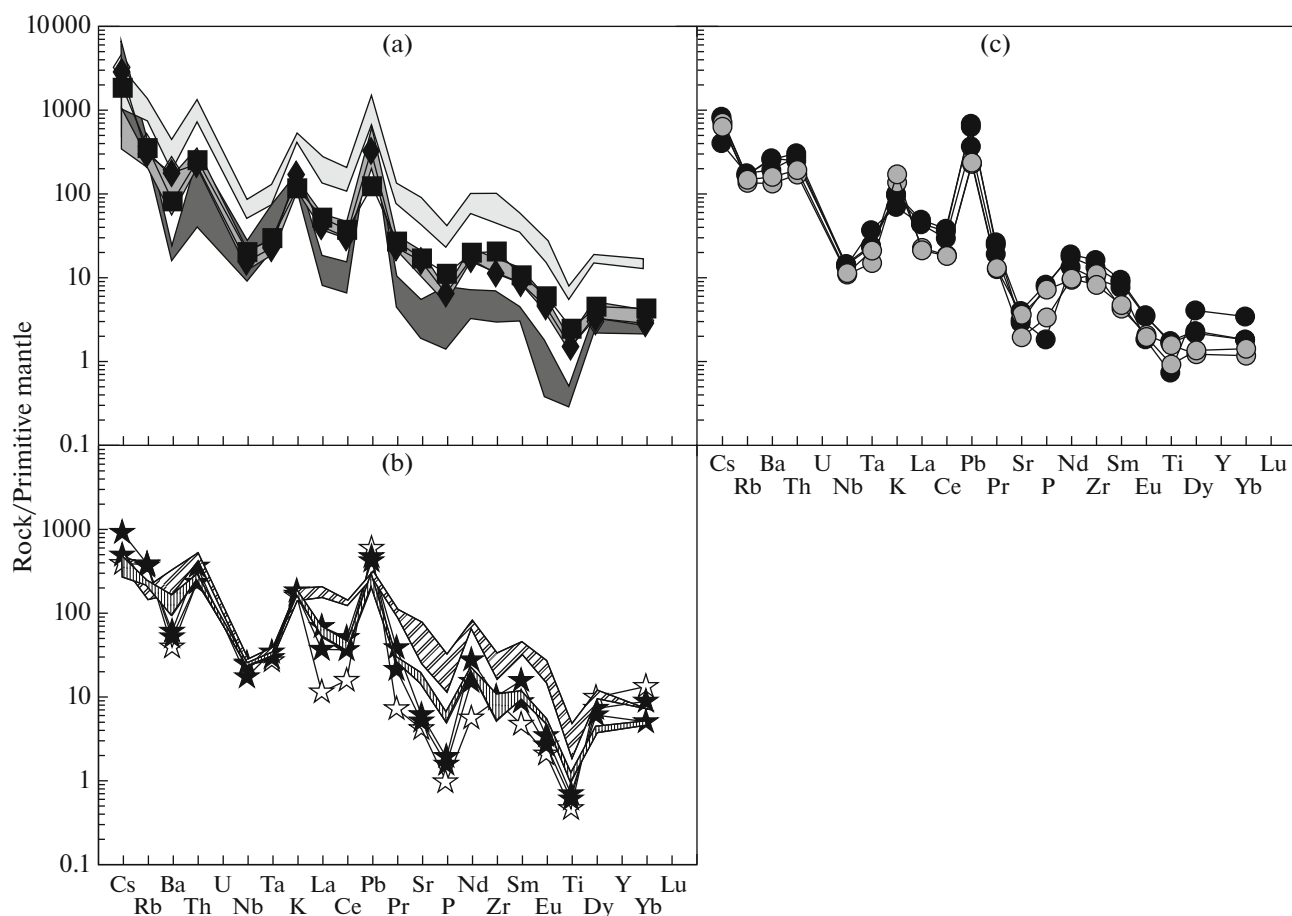 10000
(a)
(c)
1000
100
10
1
0.1
Rock/Primitive mantle
(b)
Cs Ba U Ta La Pb Sr Nd Sm Ti Y Lu
Rb Th Nb K Ce Pr P Zr Eu Dy Yb
1000
100
10
1
0.1
Cs Ba U Ta La Pb Sr Nd Sm Ti Y Lu
Rb Th Nb K Ce Pr P Zr Eu Dy Yb